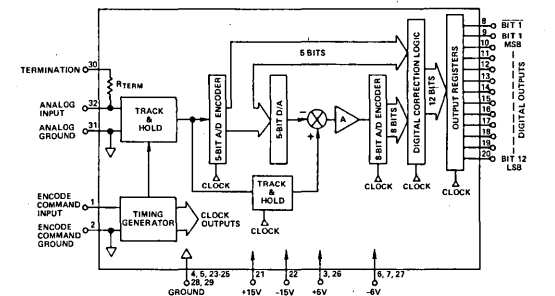 TERMINATION 30
RTERM
ANALOG INPUT 32
ANALOG GROUND 31
TRACK & HOLD
ENCODE COMMAND INPUT 1
ENCODE COMMAND GROUND 2
TIMING GENERATOR
CLOCK OUTPUTS
5-BIT A/D ENCODER
CLOCK
5 BITS
5-BIT D/A
TRACK & HOLD
CLOCK
−
+
A
8-BIT A/D ENCODER
CLOCK
8 BITS
DIGITAL CORRECTION LOGIC
CLOCK
12 BITS
OUTPUT REGISTERS
CLOCK
8 BIT 1
9 BIT 1
10 MSB
11
12
13
14
15
16
17
18
19
20 BIT 12
LSB
DIGITAL OUTPUTS
4, 5, 23-25
28, 29
GROUND
21
+15V
22
-15V
3, 26
+5V
6, 7, 27
-6V